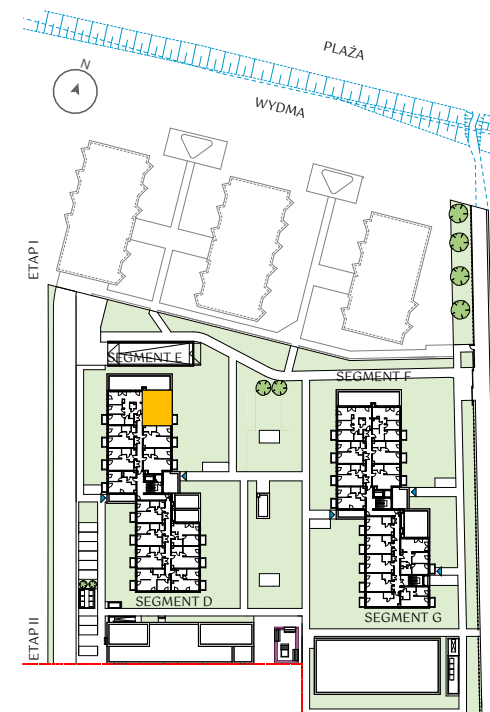 PLAŻA
N
WYDMA
ETAP I
SEGMENT E
SEGMENT F
SEGMENT D
SEGMENT G
ETAP II